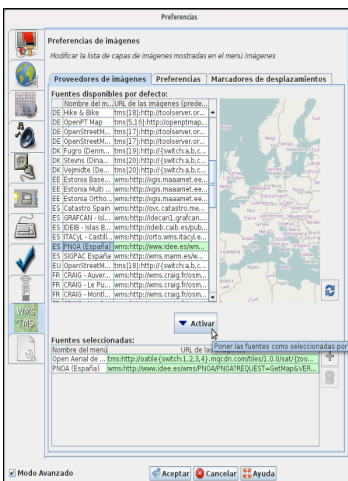 Preferencias
Preferencias de imágenes
Modificar la lista de capas de imágenes mostradas en el menú Imágenes
Proveedores de imágenes Preferencias Marcadores de desplazamientos
Fuentes disponibles por defecto:
Nombre del m... URL de las imágenes (prede...
DE Hike & Bike tms[18]:http://toolserver.or...
DE OpenPT Map tms[5,16]:http://openptmap...
DE OpenStreetM... tms[18]:http://toolserver.or...
DE OpenStreetM... tms[17]:http://toolserver.or...
DK Fugro (Denm... tms[19]:http://{switch:a,b,c...
DK Stevns (Dina... tms[20]:http://{switch:a,b,c...
DK Vejmidte (De... tms[20]:http://{switch:a,b,c...
EE Estonia Base... wms:http://xgis.maaamet.ee...
EE Estonia Multi ... wms:http://xgis.maaamet.ee...
EE Estonia Ortho... wms:http://xgis.maaamet.ee...
ES Catastro Spain wms:http://ovc.catastro.me...
ES GRAFCAN - Isl... wms:http://idecan1.grafcan...
ES IDEIB - Islas B... wms:http://ideib.caib.es/pub...
ES ITACyL - Castill... wms:http://orto.wms.itacyl.e...
ES PNOA (España) wms:http://www.idee.es/wm...
ES SIGPAC España wms:http://wms.marm.es/w...
EU OpenStreetM... tms[18]:http://{switch:a,b,c...
FR CRAIG - Auver... wms:http://wms.craig.fr/osm...
FR CRAIG - Le Pu... wms:http://wms.craig.fr/osm...
FR CRAIG - Montl... wms:http://wms.craig.fr/osm...
WMS
TMS
Activar
Poner las fuentes como seleccionadas por
Fuentes seleccionadas:
Nombre del menú URL de las imágenes
Open Aerial de ... tms:http://oatile{switch:1,2,3,4}.mqcdn.com/tiles/1.0.0/sat/{zoo...
PNOA (España) wms:http://www.idee.es/wms/PNOA/PNOA?REQUEST=GetMap&VER...
Modo Avanzado
Aceptar Cancelar Ayuda